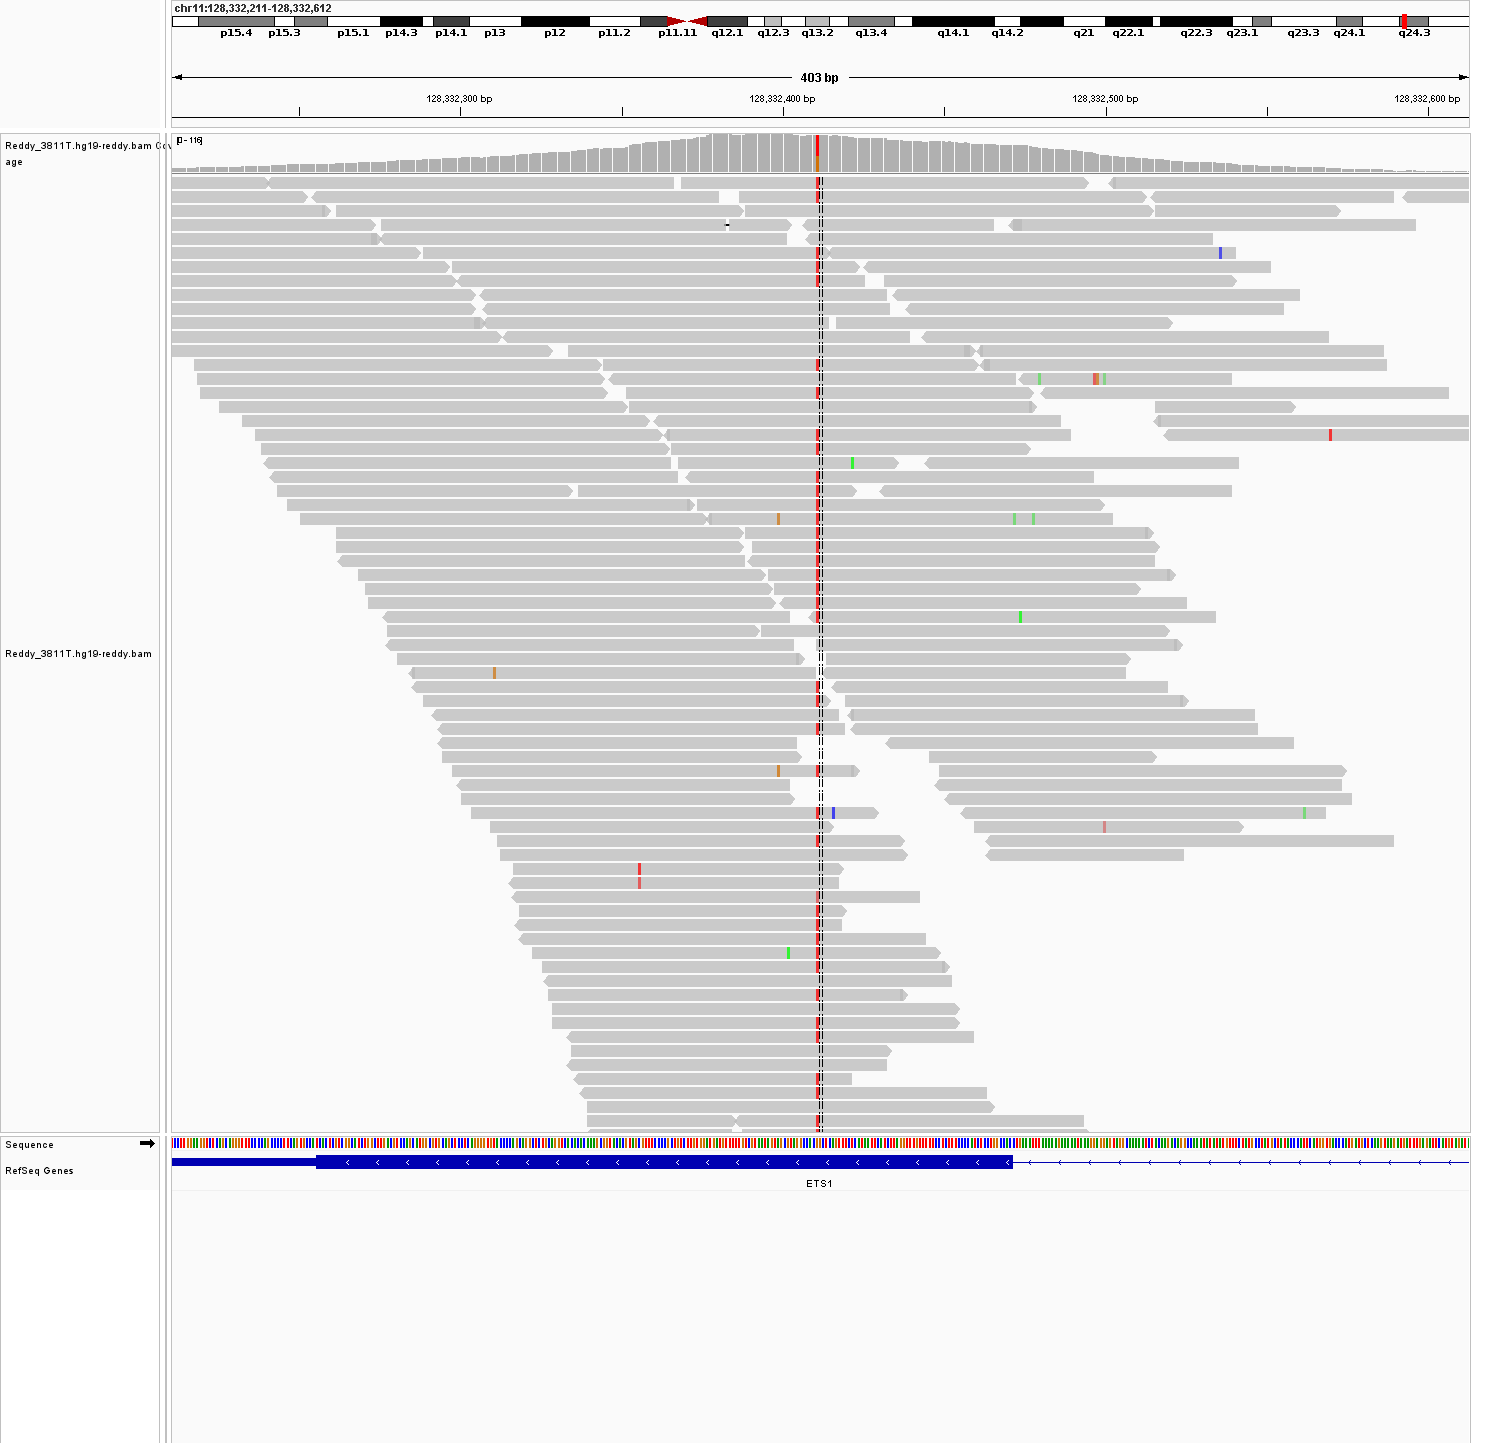 chr11:128,332,211-128,332,612
p15.4 p15.3 p15.1 p14.3 p14.1 p13 p12 p11.2 p11.11 q12.1 q12.3 q13.2 q13.4 q14.1 q14.2 q21 q22.1 q22.3 q23.1 q23.3 q24.1 q24.3
403 bp
128,332,300 bp 128,332,400 bp 128,332,500 bp 128,332,600 bp
[0 - 116]
Reddy_3811T.hg19-reddy.bam Cov
age
Reddy_3811T.hg19-reddy.bam
Sequence
RefSeq Genes
ETS1